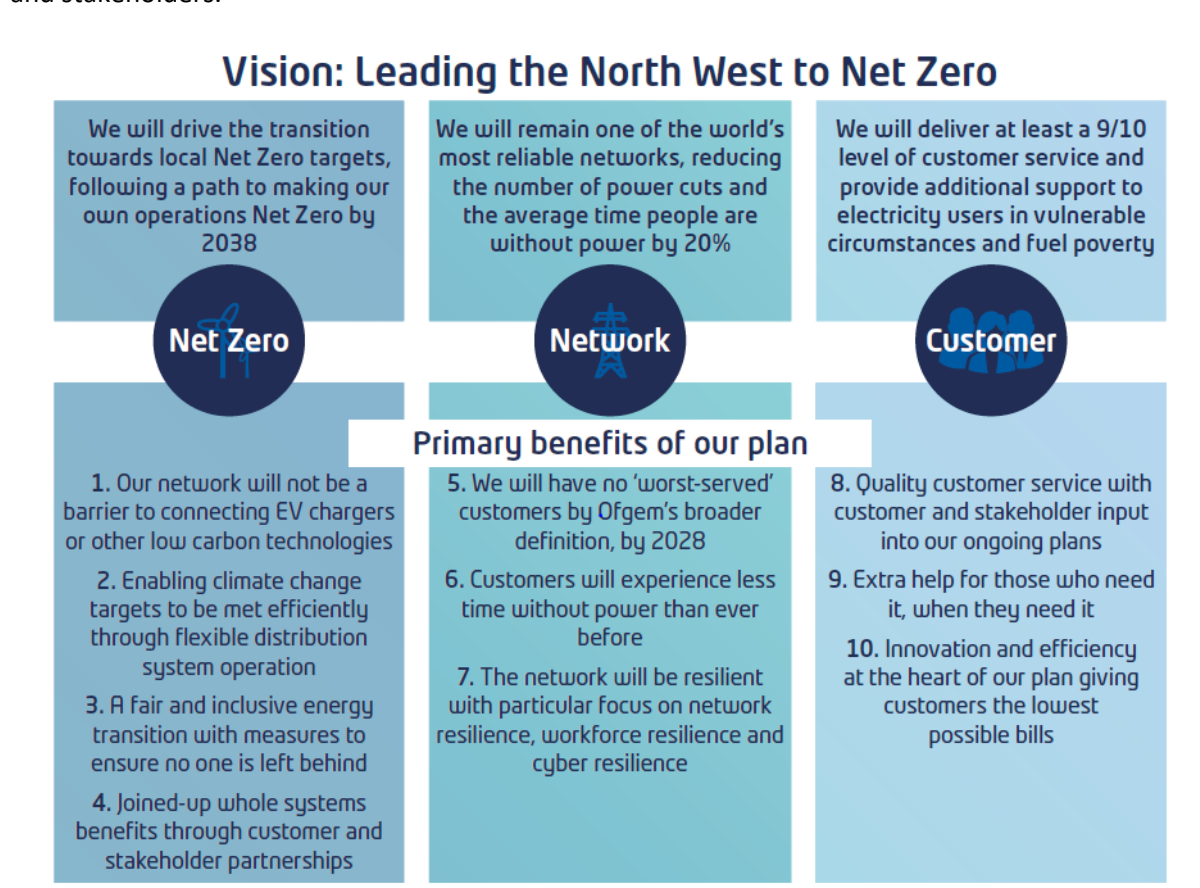 and stakeholders.
Vision: Leading the North West to Net Zero
We will drive the transition
towards local Net Zero targets,
following a path to making our
own operations Net Zero by
2038
Net Zero
We will remain one of the world's
most reliable networks, reducing
the number of power cuts and
the average time people are
without power by 20%
Network
We will deliver at least a 9/10
level of customer service and
provide additional support to
electricity users in vulnerable
circumstances and fuel poverty
Customer
Primary benefits of our plan
1. Our network will not be a
barrier to connecting EV chargers
or other low carbon technologies
2. Enabling climate change
targets to be met efficiently
through flexible distribution
system operation
3. A fair and inclusive energy
transition with measures to
ensure no one is left behind
4. Joined-up whole systems
benefits through customer and
stakeholder partnerships
5. We will have no 'worst-served'
customers by Ofgem's broader
definition, by 2028
6. Customers will experience less
time without power than ever
before
7. The network will be resilient
with particular focus on network
resilience, workforce resilience and
cyber resilience
8. Quality customer service with
customer and stakeholder input
into our ongoing plans
9. Extra help for those who need
it, when they need it
10. Innovation and efficiency
at the heart of our plan giving
customers the lowest
possible bills